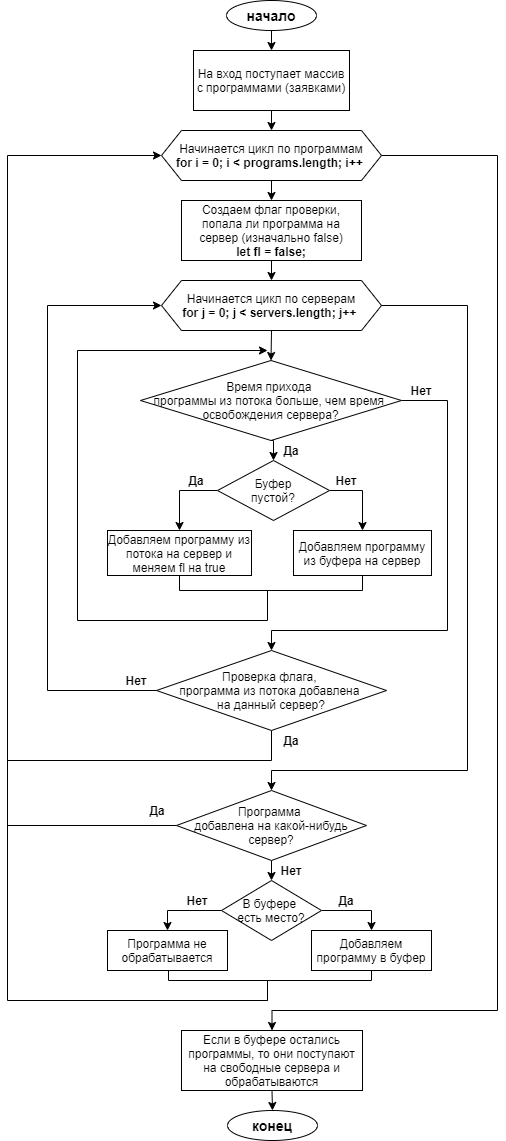 начало
На вход поступает массив
с программами (заявками)
Начинается цикл по программам
for i = 0; i < programs.length; i++
Создаем флаг проверки,
попала ли программа на
сервер (изначально false)
let fl = false;
Начинается цикл по серверам
for j = 0; j < servers.length; j++
Время прихода
программы из потока больше, чем время
освобождения сервера?
Нет
Да
Буфер
пустой?
Да
Нет
Добавляем программу из
потока на сервер и
меняем fl на true
Добавляем программу
из буфера на сервер
Проверка флага,
программа из потока добавлена
на данный сервер?
Нет
Да
Программа
добавлена на какой-нибудь
сервер?
Да
Нет
В буфере
есть место?
Нет
Да
Программа не
обрабатывается
Добавляем
программу в буфер
Если в буфере остались
программы, то они поступают
на свободные сервера и
обрабатываются
конец